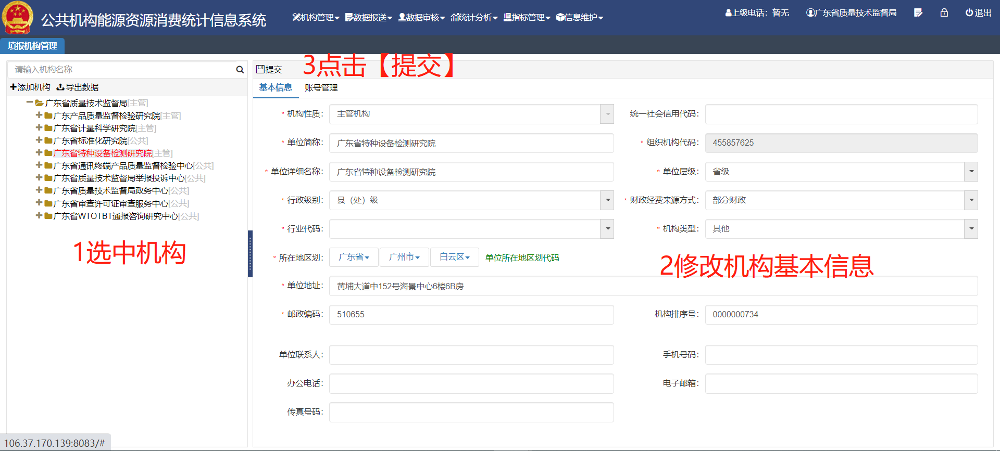 公共机构能源资源消费统计信息系统
机构管理 数据报送 数据审核 统计分析 指标管理 信息维护
上级电话：暂无 广东省质量技术监督局 退出
填报机构管理
请输入机构名称
添加机构 导出数据
广东省质量技术监督局[主管]
广东产品质量监督检验研究院[主管]
广东省计量科学研究院[主管]
广东省标准化研究院[公共]
广东省特种设备检测研究院[主管]
广东省通讯终端产品质量监督检验中心[公共]
广东省质量技术监督局举报投诉中心[公共]
广东省质量技术监督局政务中心[公共]
广东省审查许可证审查服务中心[公共]
广东省WTOTBT通报咨询研究中心[公共]
1选中机构
提交
3点击【提交】
基本信息 账号管理
* 机构性质： 主管机构 统一社会信用代码：
* 单位简称： 广东省特种设备检测研究院 * 组织机构代码： 455857625
* 单位详细名称： 广东省特种设备检测研究院 * 单位层级： 省级
* 行政级别： 县（处）级 * 财政经费来源方式： 部分财政
* 行业代码： * 机构类型： 其他
* 所在地区划： 广东省 广州市 白云区 单位所在地区划代码
2修改机构基本信息
* 单位地址： 黄埔大道中152号海景中心6楼6B房
* 邮政编码： 510655 机构排序号： 0000000734
单位联系人： 手机号码：
办公电话： 电子邮箱：
传真号码：
106.37.170.139:8083/#